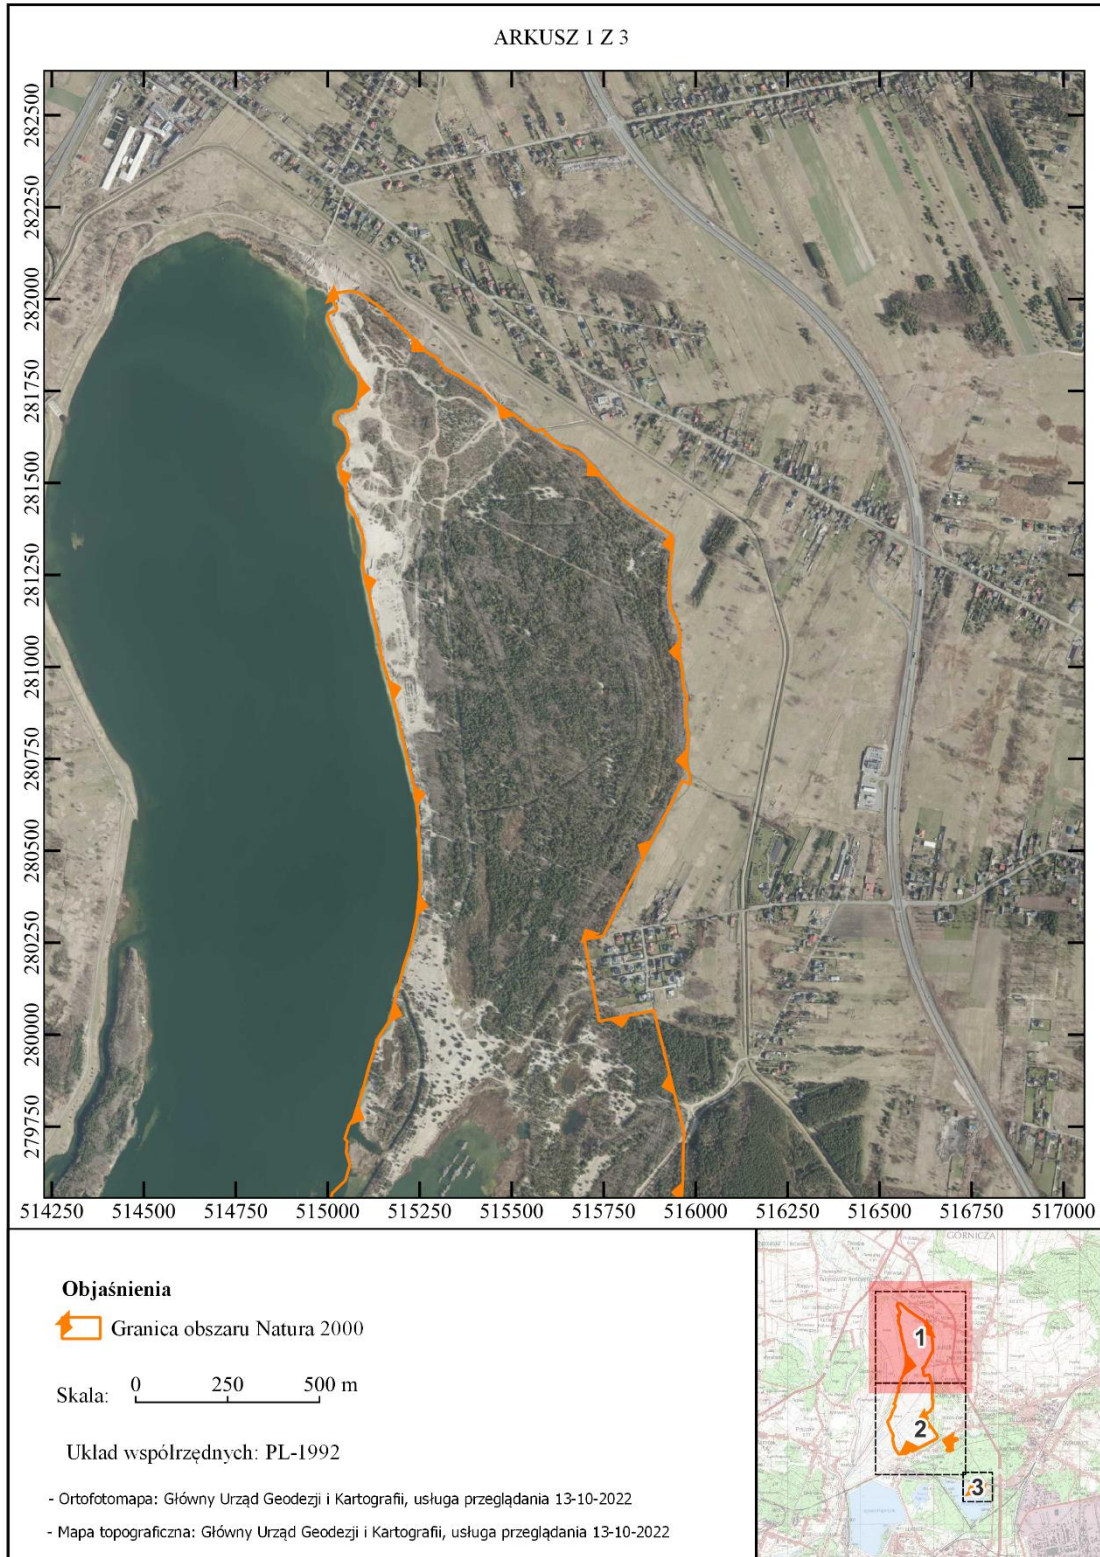 ARKUSZ 1 Z 3
282500
282250
282000
281750
281500
281250
281000
280750
280500
280250
280000
279750
514250 514500 514750 515000 515250 515500 515750 516000 516250 516500 516750 517000
Objaśnienia
Granica obszaru Natura 2000
Skala: 0 250 500 m
Układ współrzędnych: PL-1992
- Ortofotomapa: Główny Urząd Geodezji i Kartografii, usługa przeglądania 13-10-2022
- Mapa topograficzna: Główny Urząd Geodezji i Kartografii, usługa przeglądania 13-10-2022
GÓRNICZA
1
2
3